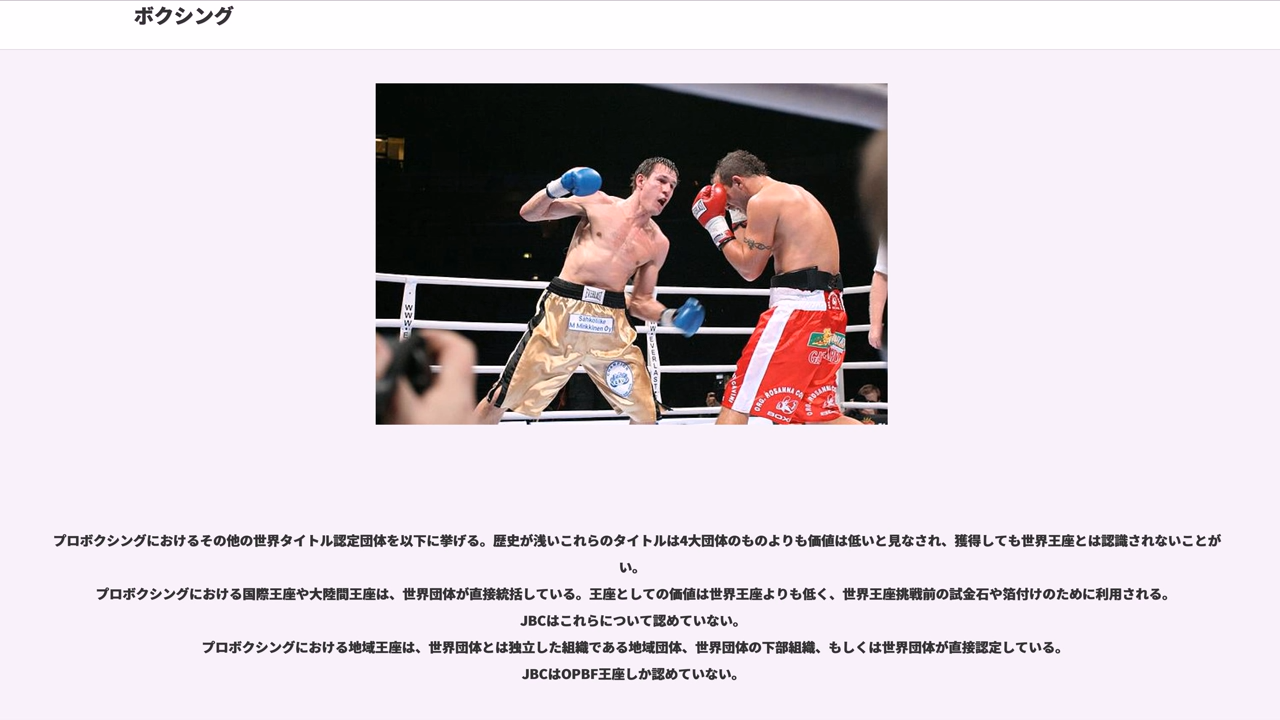 ボクシング
WWW.E
EVERLAST
Sähköliike
M Mirkkinen Oy
W.EVERLAST
ORG. ROSANNA CO
BOX
プロボクシングにおけるその他の世界タイトル認定団体を以下に挙げる。歴史が浅いこれらのタイトルは4大団体のものよりも価値は低いと見なされ、獲得しても世界王座とは認識されないことが
い。
プロボクシングにおける国際王座や大陸間王座は、世界団体が直接統括している。王座としての価値は世界王座よりも低く、世界王座挑戦前の試金石や箔付けのために利用される。
JBCはこれらについて認めていない。
プロボクシングにおける地域王座は、世界団体とは独立した組織である地域団体、世界団体の下部組織、もしくは世界団体が直接認定している。
JBCはOPBF王座しか認めていない。